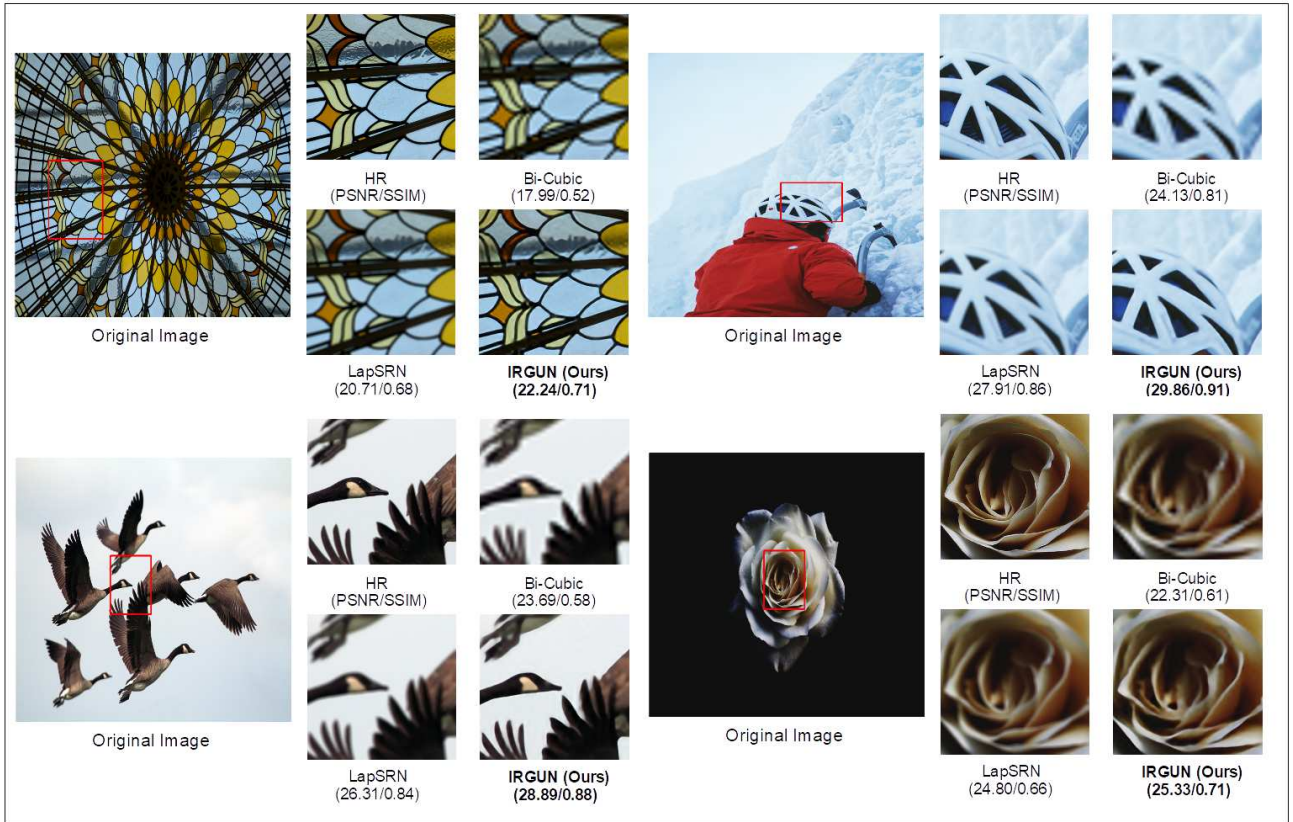 HR
(PSNR/SSIM)
Bi-Cubic
(17.99/0.52)
Original Image
LapSRN
(20.71/0.68)
IRGUN (Ours)
(22.24/0.71)
HR
(PSNR/SSIM)
Bi-Cubic
(24.13/0.81)
Original Image
LapSRN
(27.91/0.86)
IRGUN (Ours)
(29.86/0.91)
HR
(PSNR/SSIM)
Bi-Cubic
(23.69/0.58)
Original Image
LapSRN
(26.31/0.84)
IRGUN (Ours)
(28.89/0.88)
HR
(PSNR/SSIM)
Bi-Cubic
(22.31/0.61)
Original Image
LapSRN
(24.80/0.66)
IRGUN (Ours)
(25.33/0.71)